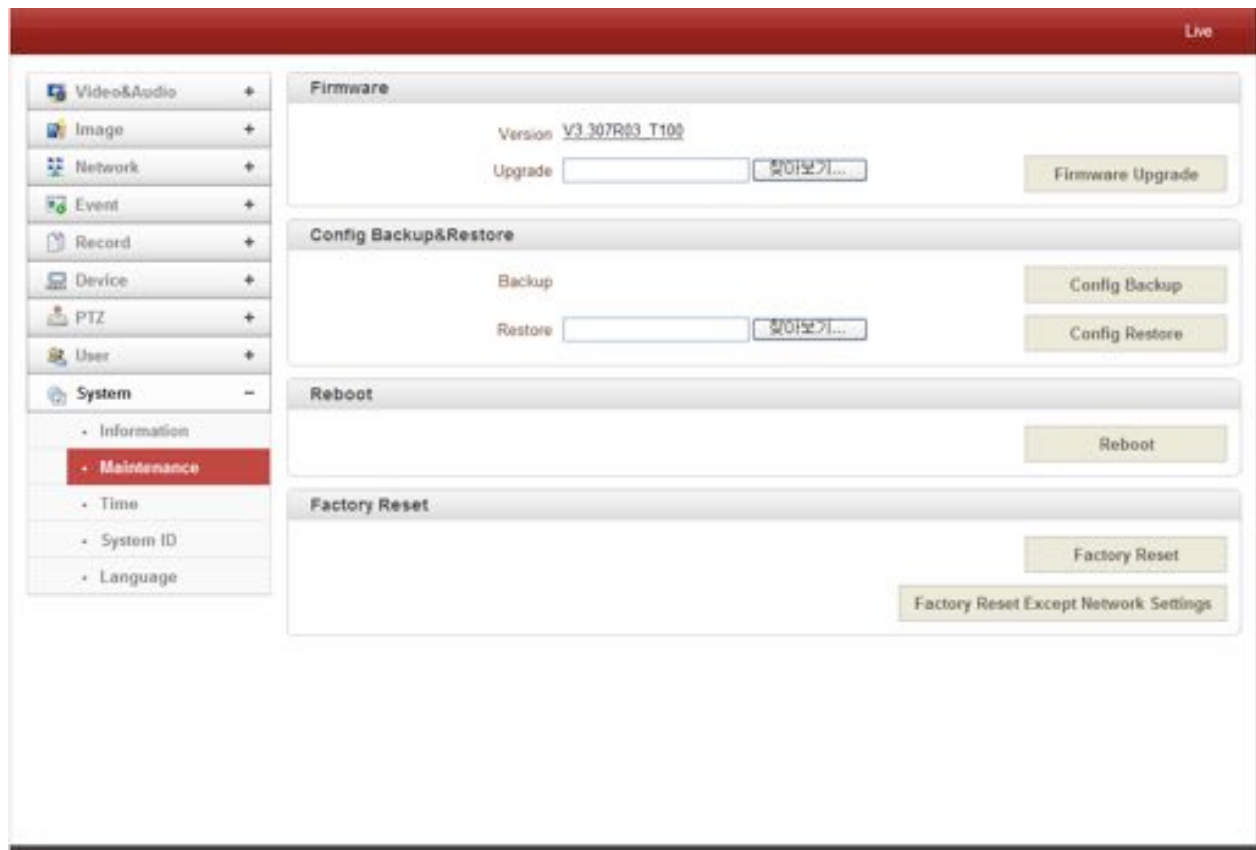 Live
Video&Audio +
Image +
Network +
Event +
Record +
Device +
PTZ +
User +
System −
• Information
• Maintenance
• Time
• System ID
• Language
Firmware
Version V3.307R03_T100
Upgrade 찾아보기...
Firmware Upgrade
Config Backup&Restore
Backup
Config Backup
Restore 찾아보기...
Config Restore
Reboot
Reboot
Factory Reset
Factory Reset
Factory Reset Except Network Settings